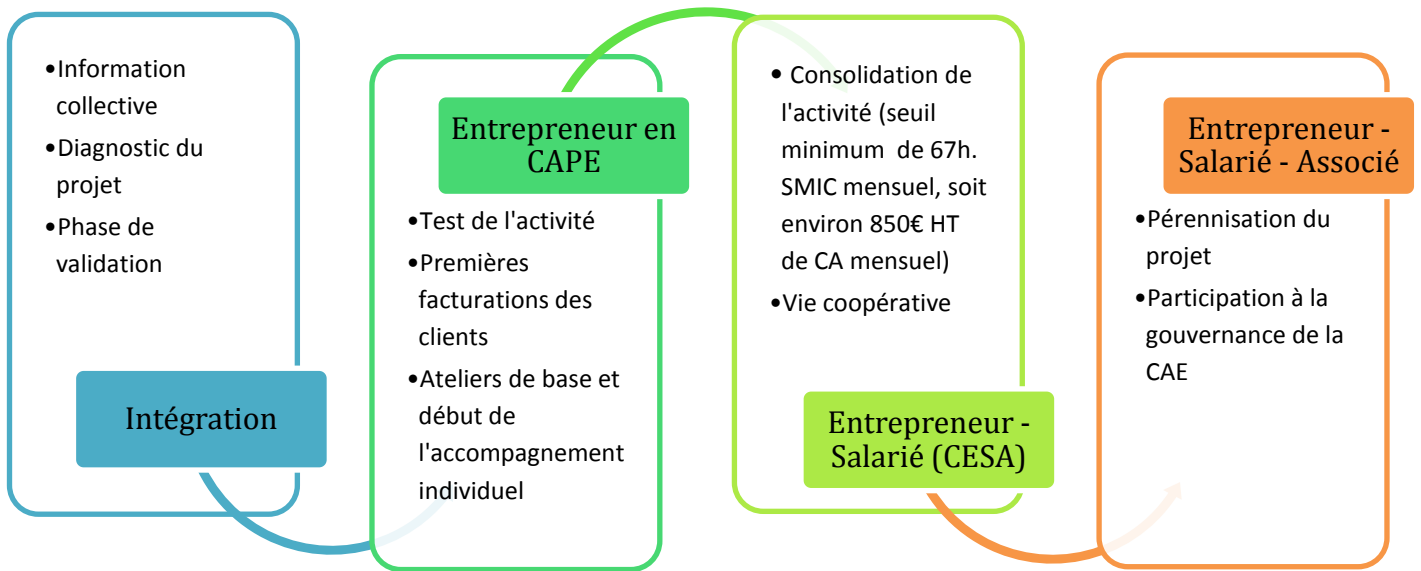 •Information
collective
•Diagnostic du
projet
•Phase de
validation
Intégration
Entrepreneur en
CAPE
•Test de l'activité
•Premières
facturations des
clients
•Ateliers de base et
début de
l'accompagnement
individuel
• Consolidation de
l'activité (seuil
minimum de 67h.
SMIC mensuel, soit
environ 850€ HT
de CA mensuel)
•Vie coopérative
Entrepreneur -
Salarié (CESA)
Entrepreneur -
Salarié - Associé
•Pérennisation du
projet
•Participation à la
gouvernance de la
CAE